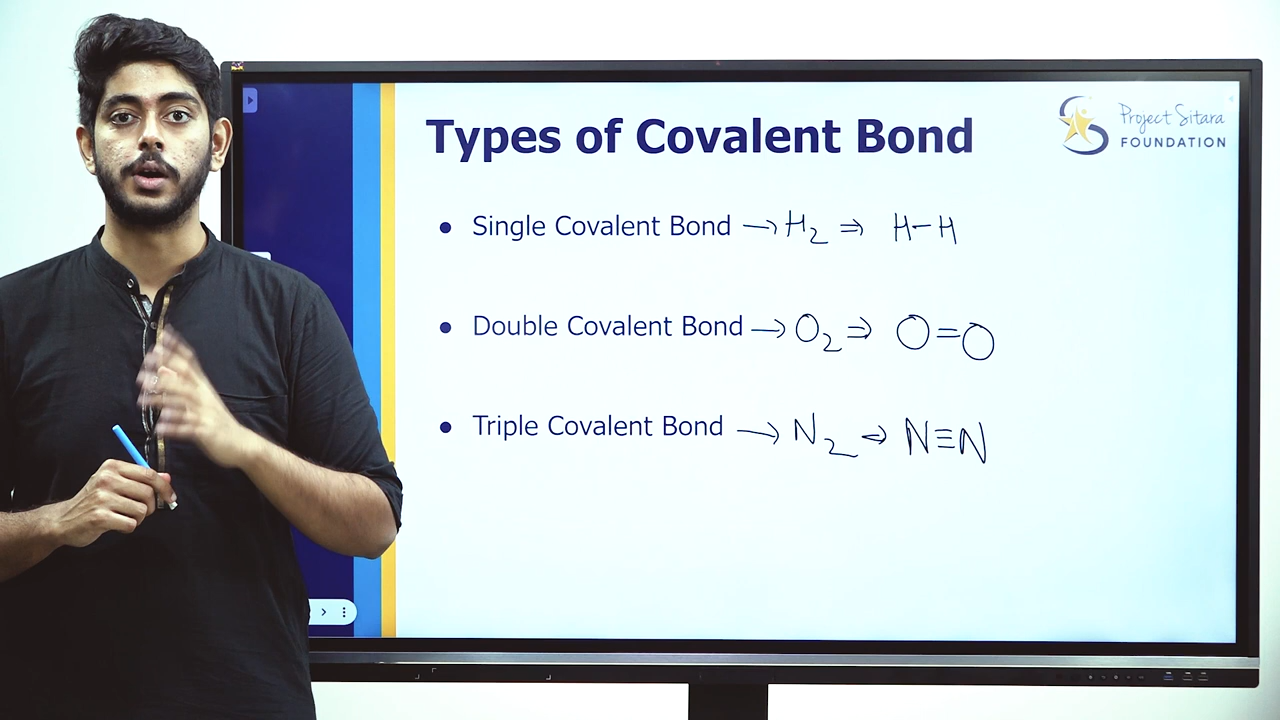 Types of Covalent Bond
Project Sitara
FOUNDATION
• Single Covalent Bond → H₂ ⇒ H-H
• Double Covalent Bond → O₂ ⇒ O=O
• Triple Covalent Bond → N₂ ⇒ N≡N